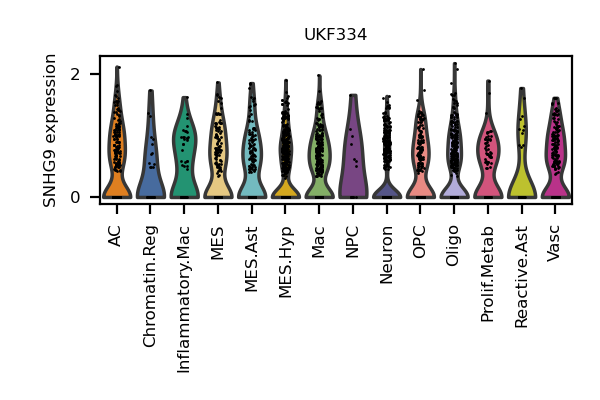 UKF334
SNHG9 expression
2
0
AC
Chromatin.Reg
Inflammatory.Mac
MES
MES.Ast
MES.Hyp
Mac
NPC
Neuron
OPC
Oligo
Prolif.Metab
Reactive.Ast
Vasc